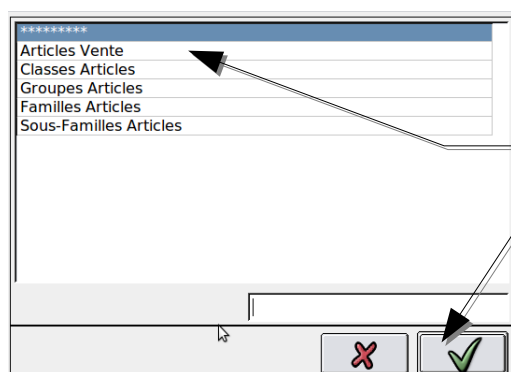 *********
Articles Vente
Classes Articles
Groupes Articles
Familles Articles
Sous-Familles Articles